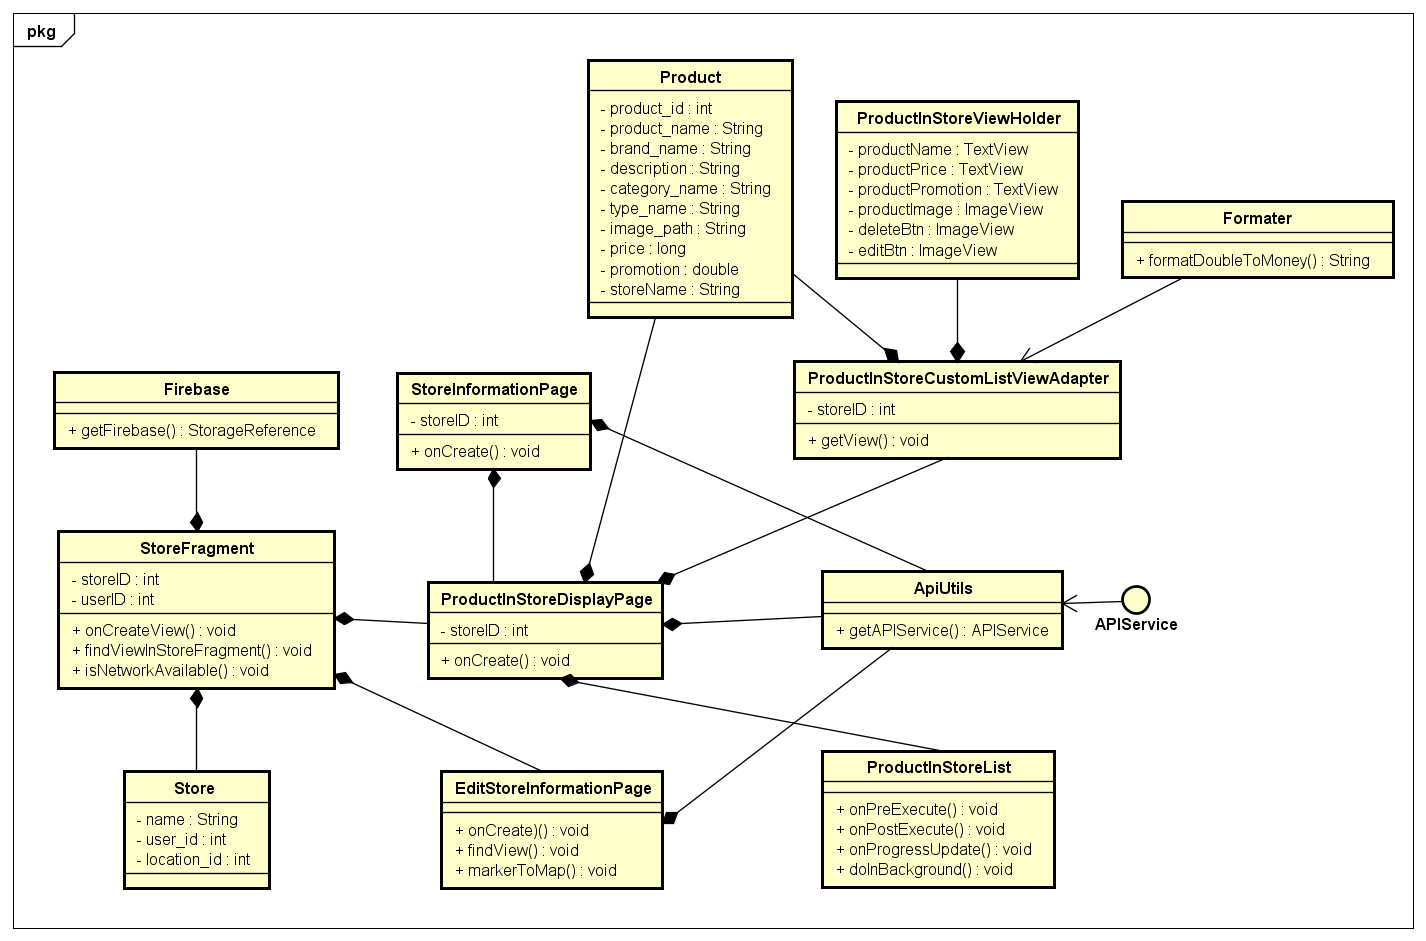 pkg
Product
- product_id : int
- product_name : String
- brand_name : String
- description : String
- category_name : String
- type_name : String
- image_path : String
- price : long
- promotion : double
- storeName : String
ProductInStoreViewHolder
- productName : TextView
- productPrice : TextView
- productPromotion : TextView
- productImage : ImageView
- deleteBtn : ImageView
- editBtn : ImageView
Formater
+ formatDoubleToMoney() : String
Firebase
+ getFirebase() : StorageReference
StoreInformationPage
- storeID : int
+ onCreate() : void
ProductInStoreCustomListViewAdapter
- storeID : int
+ getView() : void
StoreFragment
- storeID : int
- userID : int
+ onCreateView() : void
+ findViewInStoreFragment() : void
+ isNetworkAvailable() : void
ProductInStoreDisplayPage
- storeID : int
+ onCreate() : void
ApiUtils
+ getAPIService() : APIService
APIService
Store
- name : String
- user_id : int
- location_id : int
EditStoreInformationPage
+ onCreate)() : void
+ findView() : void
+ markerToMap() : void
ProductInStoreList
+ onPreExecute() : void
+ onPostExecute() : void
+ onProgressUpdate() : void
+ doInBackground() : void